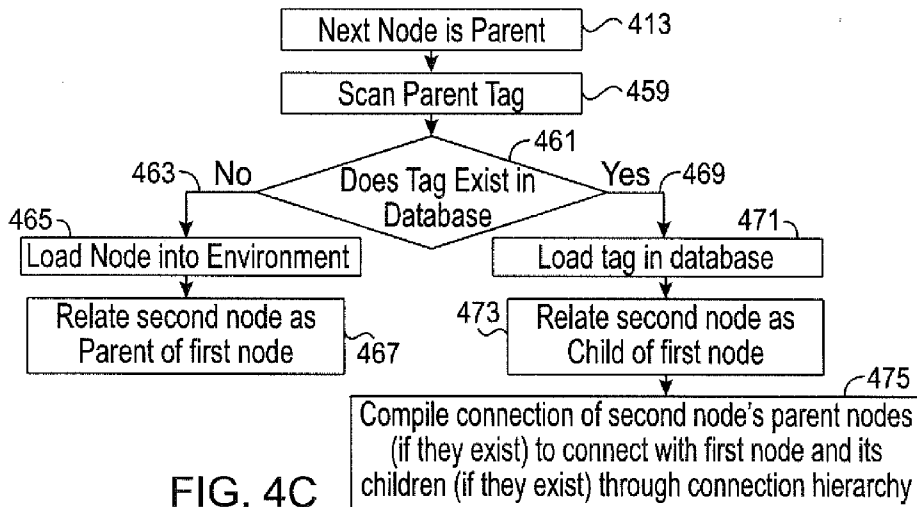 Next Node is Parent
413
Scan Parent Tag
459
461
463
No
Does Tag Exist in
Database
Yes
469
465
Load Node into Environment
471
Load tag in database
Relate second node as
Parent of first node
467
473
Relate second node as
Child of first node
475
Compile connection of second node's parent nodes
(if they exist) to connect with first node and its
children (if they exist) through connection hierarchy
FIG. 4C